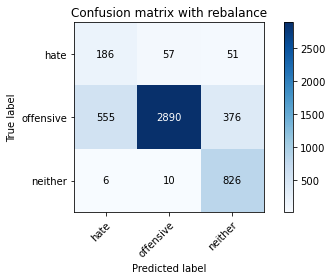 Confusion matrix with rebalance
True label
hate 186 57 51
offensive 555 2890 376
neither 6 10 826
hate offensive neither
Predicted label
2500
2000
1500
1000
500